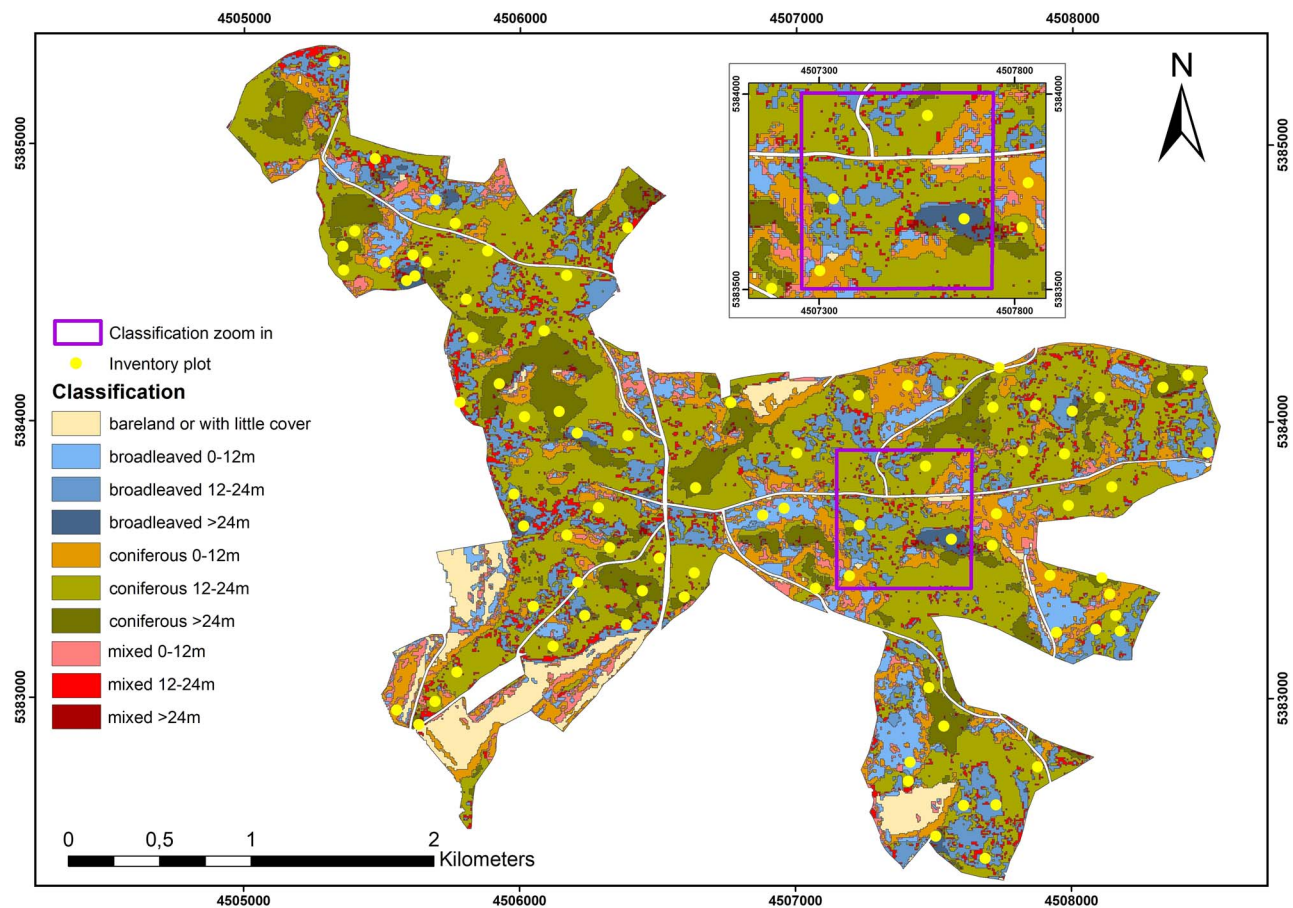 4505000 4506000 4507000 4508000
4507300 4507800
N
5384000 5384000
5385000 5385000
5383500 5383500
Classification zoom in
Inventory plot
Classification
bareland or with little cover
broadleaved 0-12m
broadleaved 12-24m
broadleaved >24m
coniferous 0-12m
coniferous 12-24m
coniferous >24m
mixed 0-12m
mixed 12-24m
mixed >24m
4507300 4507800
5384000 5384000
5383000 5383000
0 0,5 1 2
Kilometers
4505000 4506000 4507000 4508000